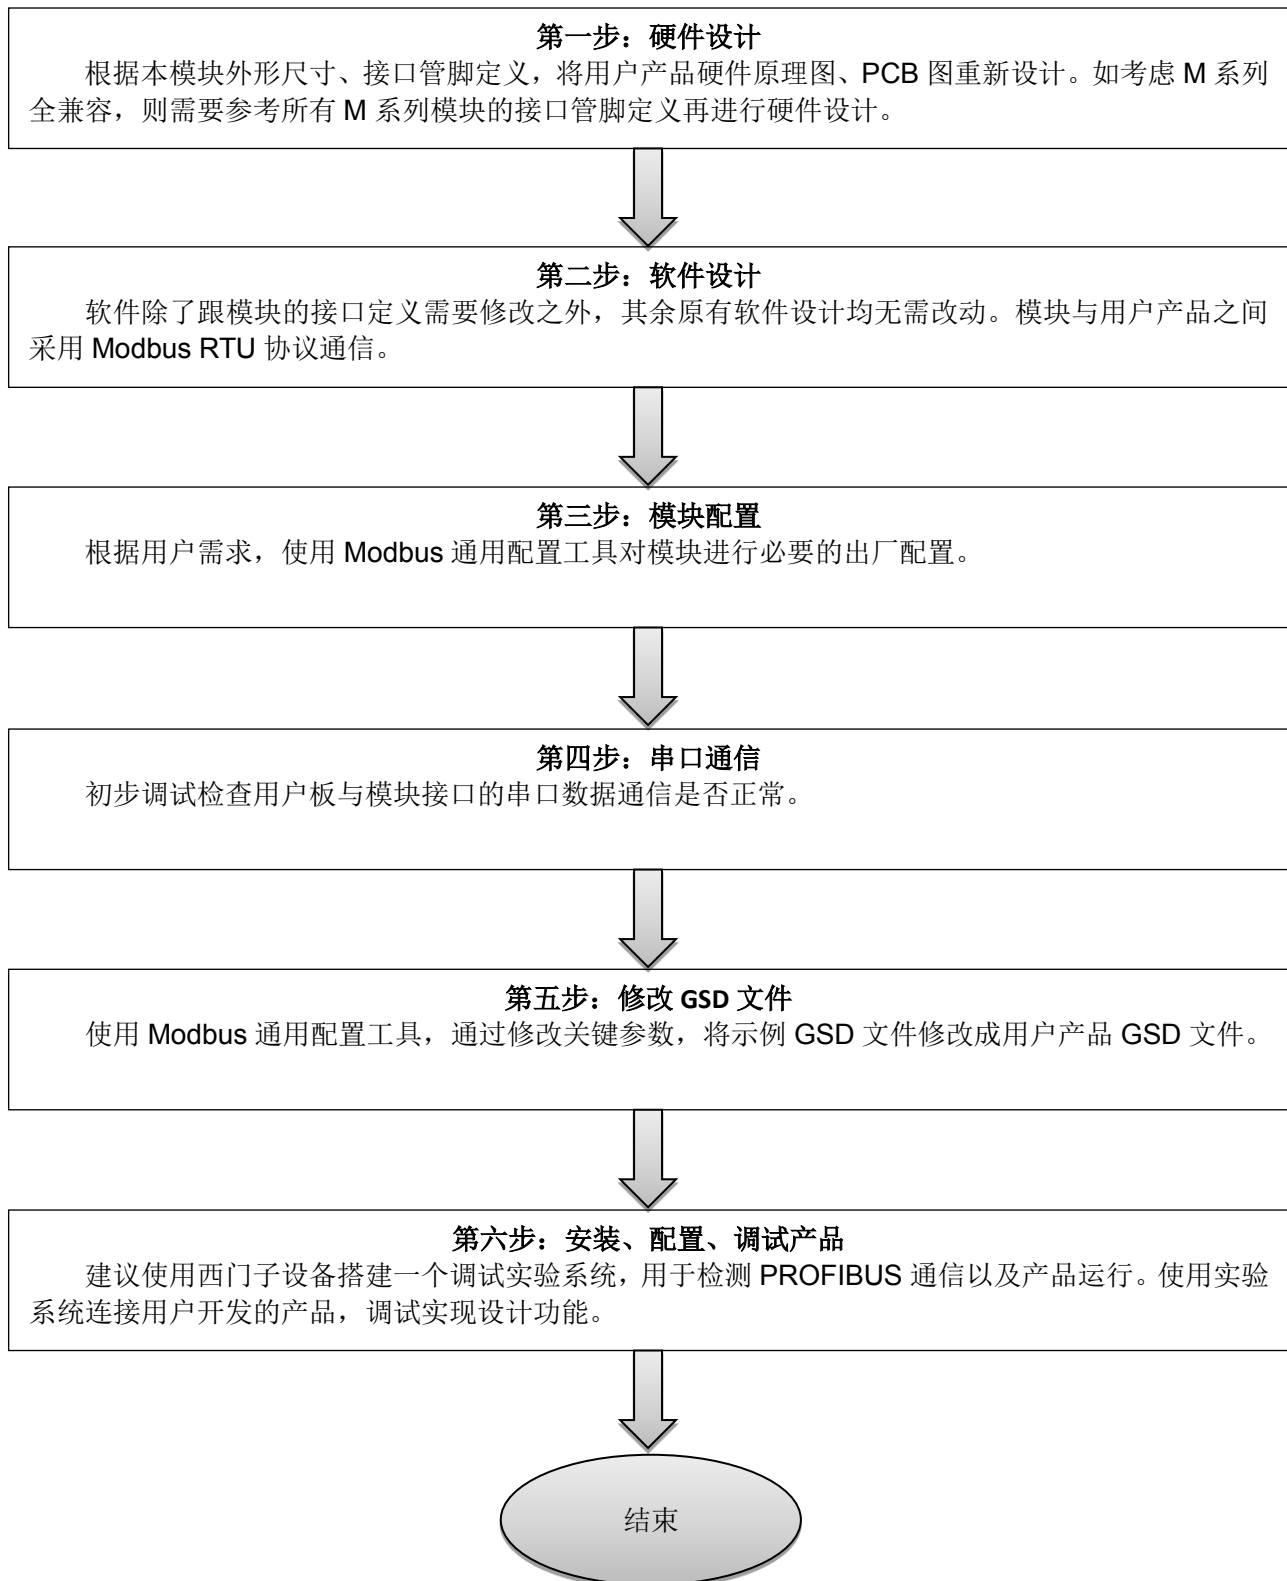 第一步：硬件设计
根据本模块外形尺寸、接口管脚定义，将用户产品硬件原理图、PCB 图重新设计。如考虑 M 系列
全兼容，则需要参考所有 M 系列模块的接口管脚定义再进行硬件设计。
第二步：软件设计
软件除了跟模块的接口定义需要修改之外，其余原有软件设计均无需改动。模块与用户产品之间
采用 Modbus RTU 协议通信。
第三步：模块配置
根据用户需求，使用 Modbus 通用配置工具对模块进行必要的出厂配置。
第四步：串口通信
初步调试检查用户板与模块接口的串口数据通信是否正常。
第五步：修改 GSD 文件
使用 Modbus 通用配置工具，通过修改关键参数，将示例 GSD 文件修改成用户产品 GSD 文件。
第六步：安装、配置、调试产品
建议使用西门子设备搭建一个调试实验系统，用于检测 PROFIBUS 通信以及产品运行。使用实验
系统连接用户开发的产品，调试实现设计功能。
结束